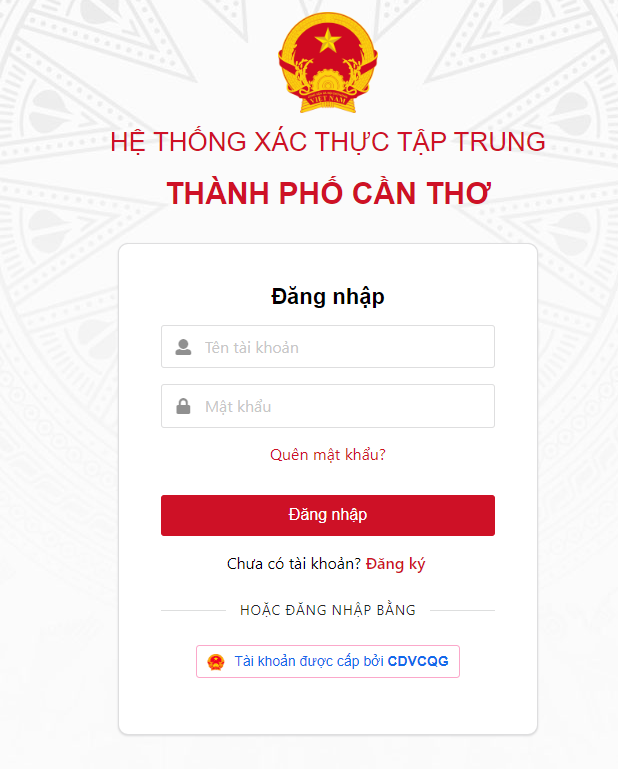 VIỆT NAM
HỆ THỐNG XÁC THỰC TẬP TRUNG
THÀNH PHỐ CẦN THƠ
Đăng nhập
Tên tài khoản
Mật khẩu
Quên mật khẩu?
Đăng nhập
Chưa có tài khoản? Đăng ký
HOẶC ĐĂNG NHẬP BẰNG
Tài khoản được cấp bởi CDVCQG